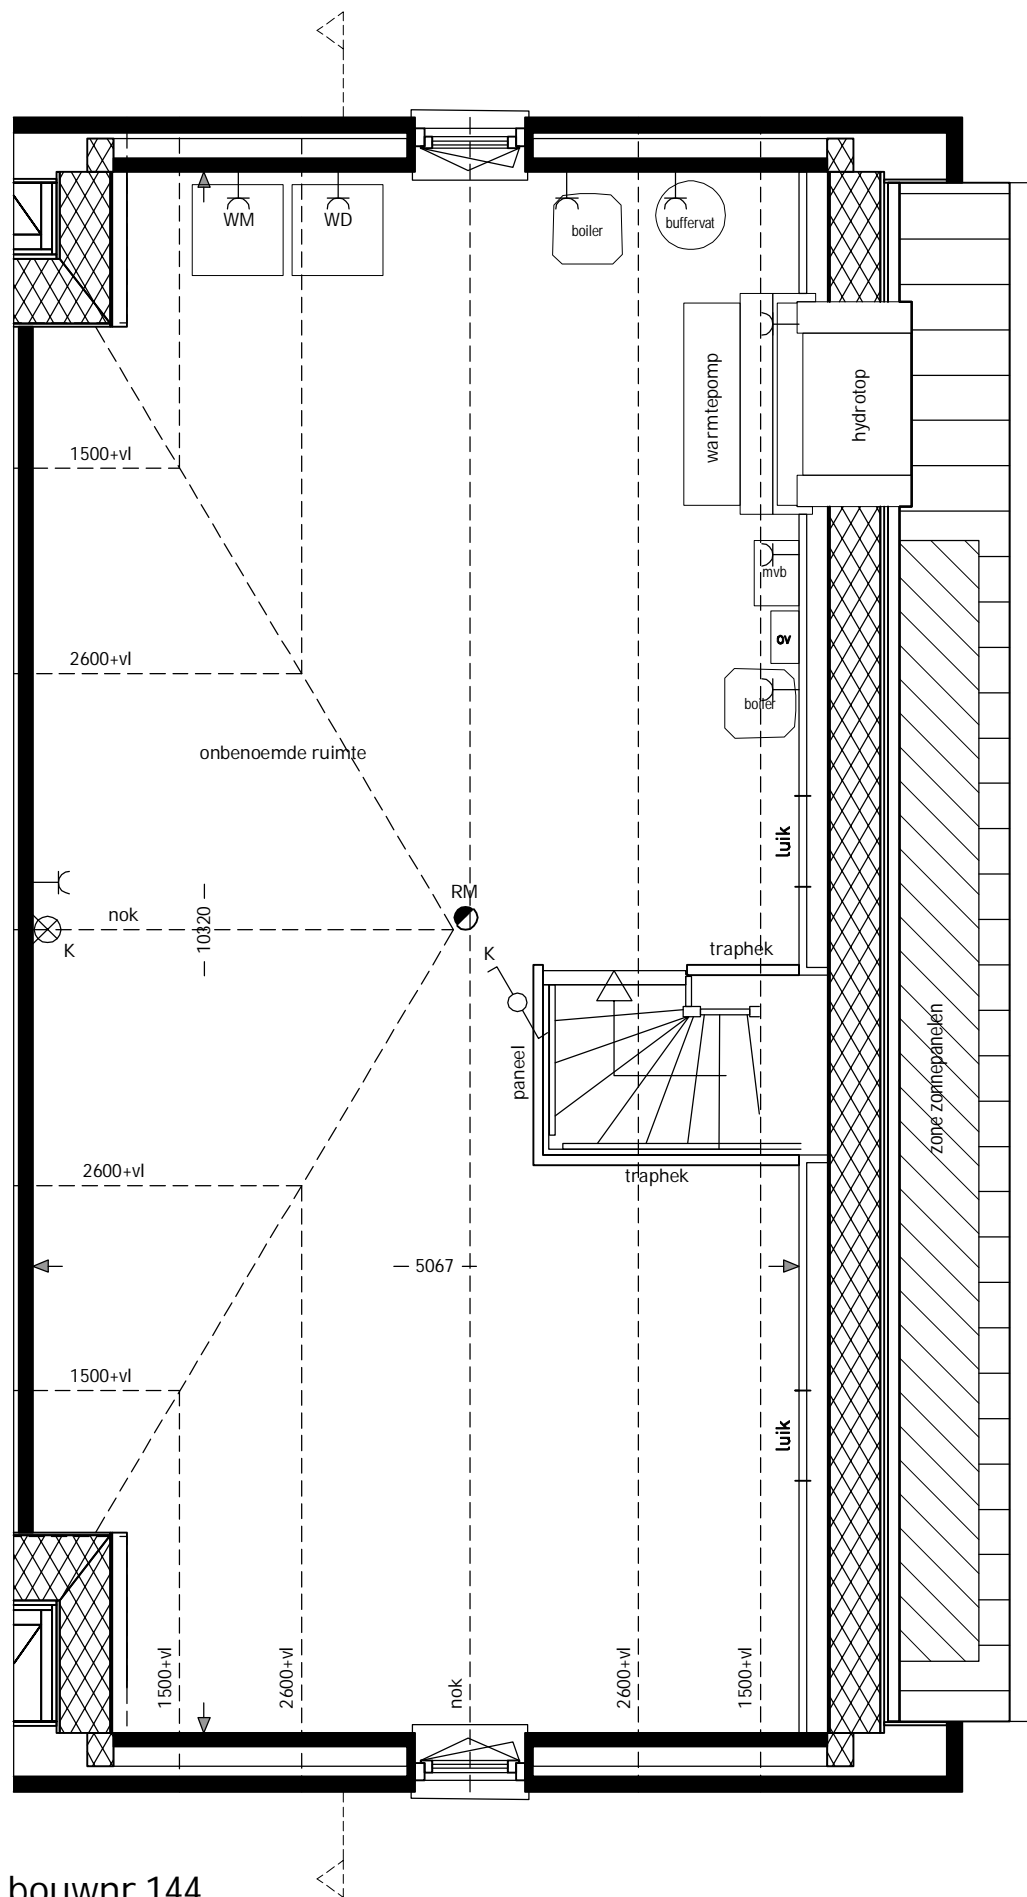 WM
WD
boiler
buffervat
warmtepomp
hydrotop
1500+vl
mvb
ov
2600+vl
boiler
onbenoemde ruimte
luik
RM
nok
10320
K
K
traphek
paneel
zone zonnepanelen
2600+vl
traphek
5067
1500+vl
luik
1500+vl
2600+vl
nok
2600+vl
1500+vl
bouwnr 144